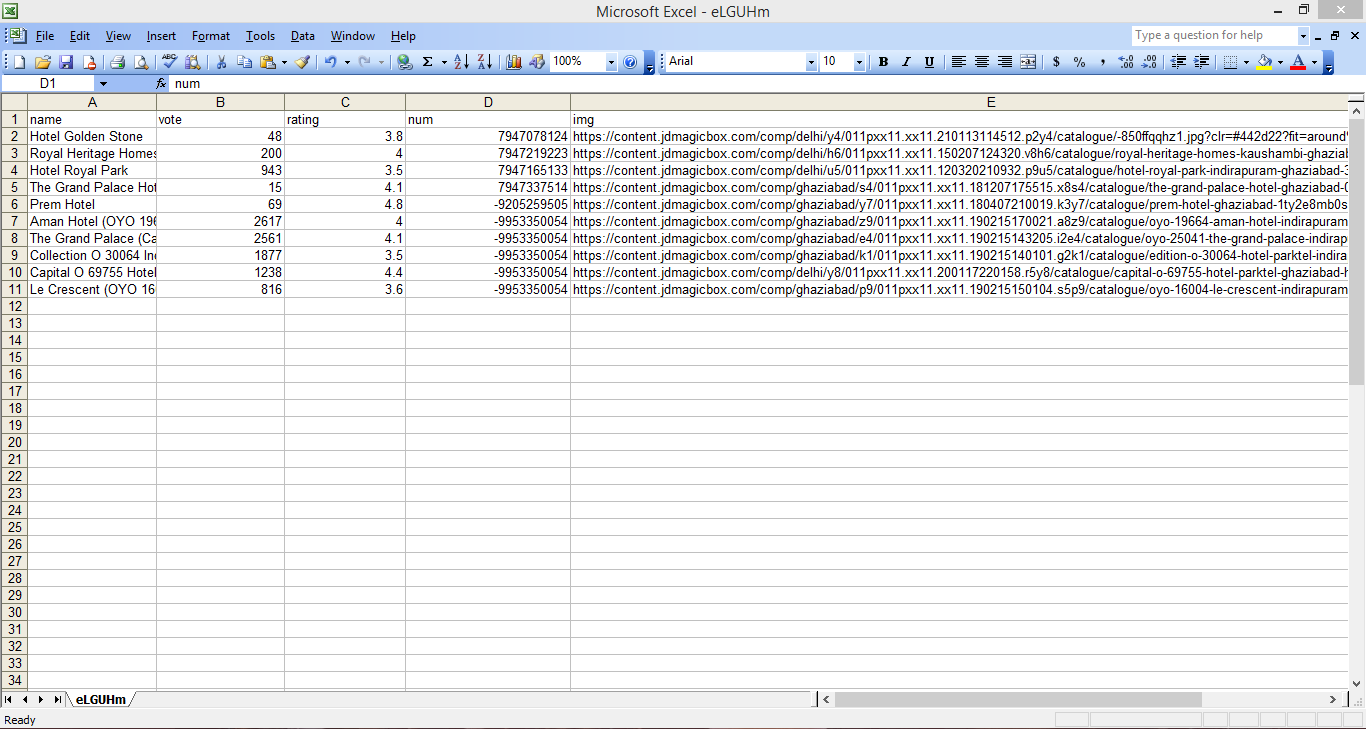 Microsoft Excel - eLGUHm
File Edit View Insert Format Tools Data Window Help Type a question for help
100% Arial 10 B I U $ % ,
D1 fx num
A B C D E
1 name vote rating num img
2 Hotel Golden Stone 48 3.8 7947078124 https://content.jdmagicbox.com/comp/delhi/y4/011pxx11.xx11.210113114512.p2y4/catalogue/-850ffqqhz1.jpg?clr=#442d22?fit=around
3 Royal Heritage Homes 200 4 7947219223 https://content.jdmagicbox.com/comp/delhi/h6/011pxx11.xx11.150207124320.v8h6/catalogue/royal-heritage-homes-kaushambi-ghaziab
4 Hotel Royal Park 943 3.5 7947165133 https://content.jdmagicbox.com/comp/delhi/u5/011pxx11.xx11.120320210932.p9u5/catalogue/hotel-royal-park-indirapuram-ghaziabad-3
5 The Grand Palace Hot 15 4.1 7947337514 https://content.jdmagicbox.com/comp/ghaziabad/s4/011pxx11.xx11.181207175515.x8s4/catalogue/the-grand-palace-hotel-ghaziabad-0
6 Prem Hotel 69 4.8 -9205259505 https://content.jdmagicbox.com/comp/ghaziabad/y7/011pxx11.xx11.180407210019.k3y7/catalogue/prem-hotel-ghaziabad-1ty2e8mb0s
7 Aman Hotel (OYO 196 2617 4 -9953350054 https://content.jdmagicbox.com/comp/ghaziabad/z9/011pxx11.xx11.190215170021.a8z9/catalogue/oyo-19664-aman-hotel-indirapuram
8 The Grand Palace (Ca 2561 4.1 -9953350054 https://content.jdmagicbox.com/comp/ghaziabad/e4/011pxx11.xx11.190215143205.i2e4/catalogue/oyo-25041-the-grand-palace-indirap
9 Collection O 30064 In 1877 3.5 -9953350054 https://content.jdmagicbox.com/comp/ghaziabad/k1/011pxx11.xx11.190215140101.g2k1/catalogue/edition-o-30064-hotel-parktel-indira
10 Capital O 69755 Hotel 1238 4.4 -9953350054 https://content.jdmagicbox.com/comp/delhi/y8/011pxx11.xx11.200117220158.r5y8/catalogue/capital-o-69755-hotel-parktel-ghaziabad-h
11 Le Crescent (OYO 16 816 3.6 -9953350054 https://content.jdmagicbox.com/comp/ghaziabad/p9/011pxx11.xx11.190215150104.s5p9/catalogue/oyo-16004-le-crescent-indirapuram
12
13
14
15
16
17
18
19
20
21
22
23
24
25
26
27
28
29
30
31
32
33
34
eLGUHm
Ready